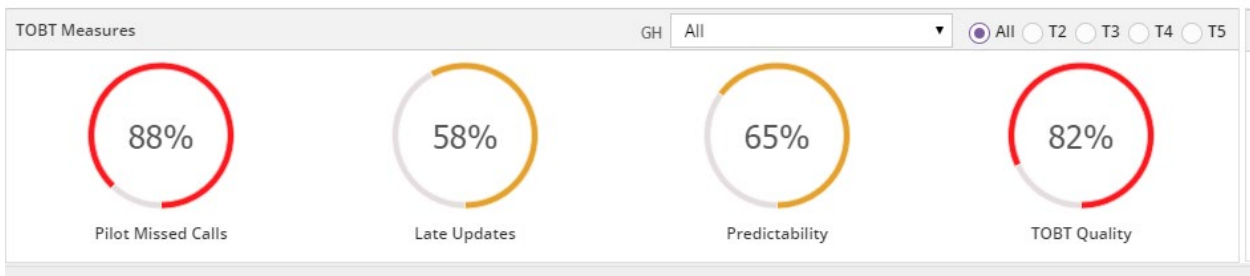 TOBT Measures GH All ▼ All T2 T3 T4 T5
88% 58% 65% 82%
Pilot Missed Calls Late Updates Predictability TOBT Quality